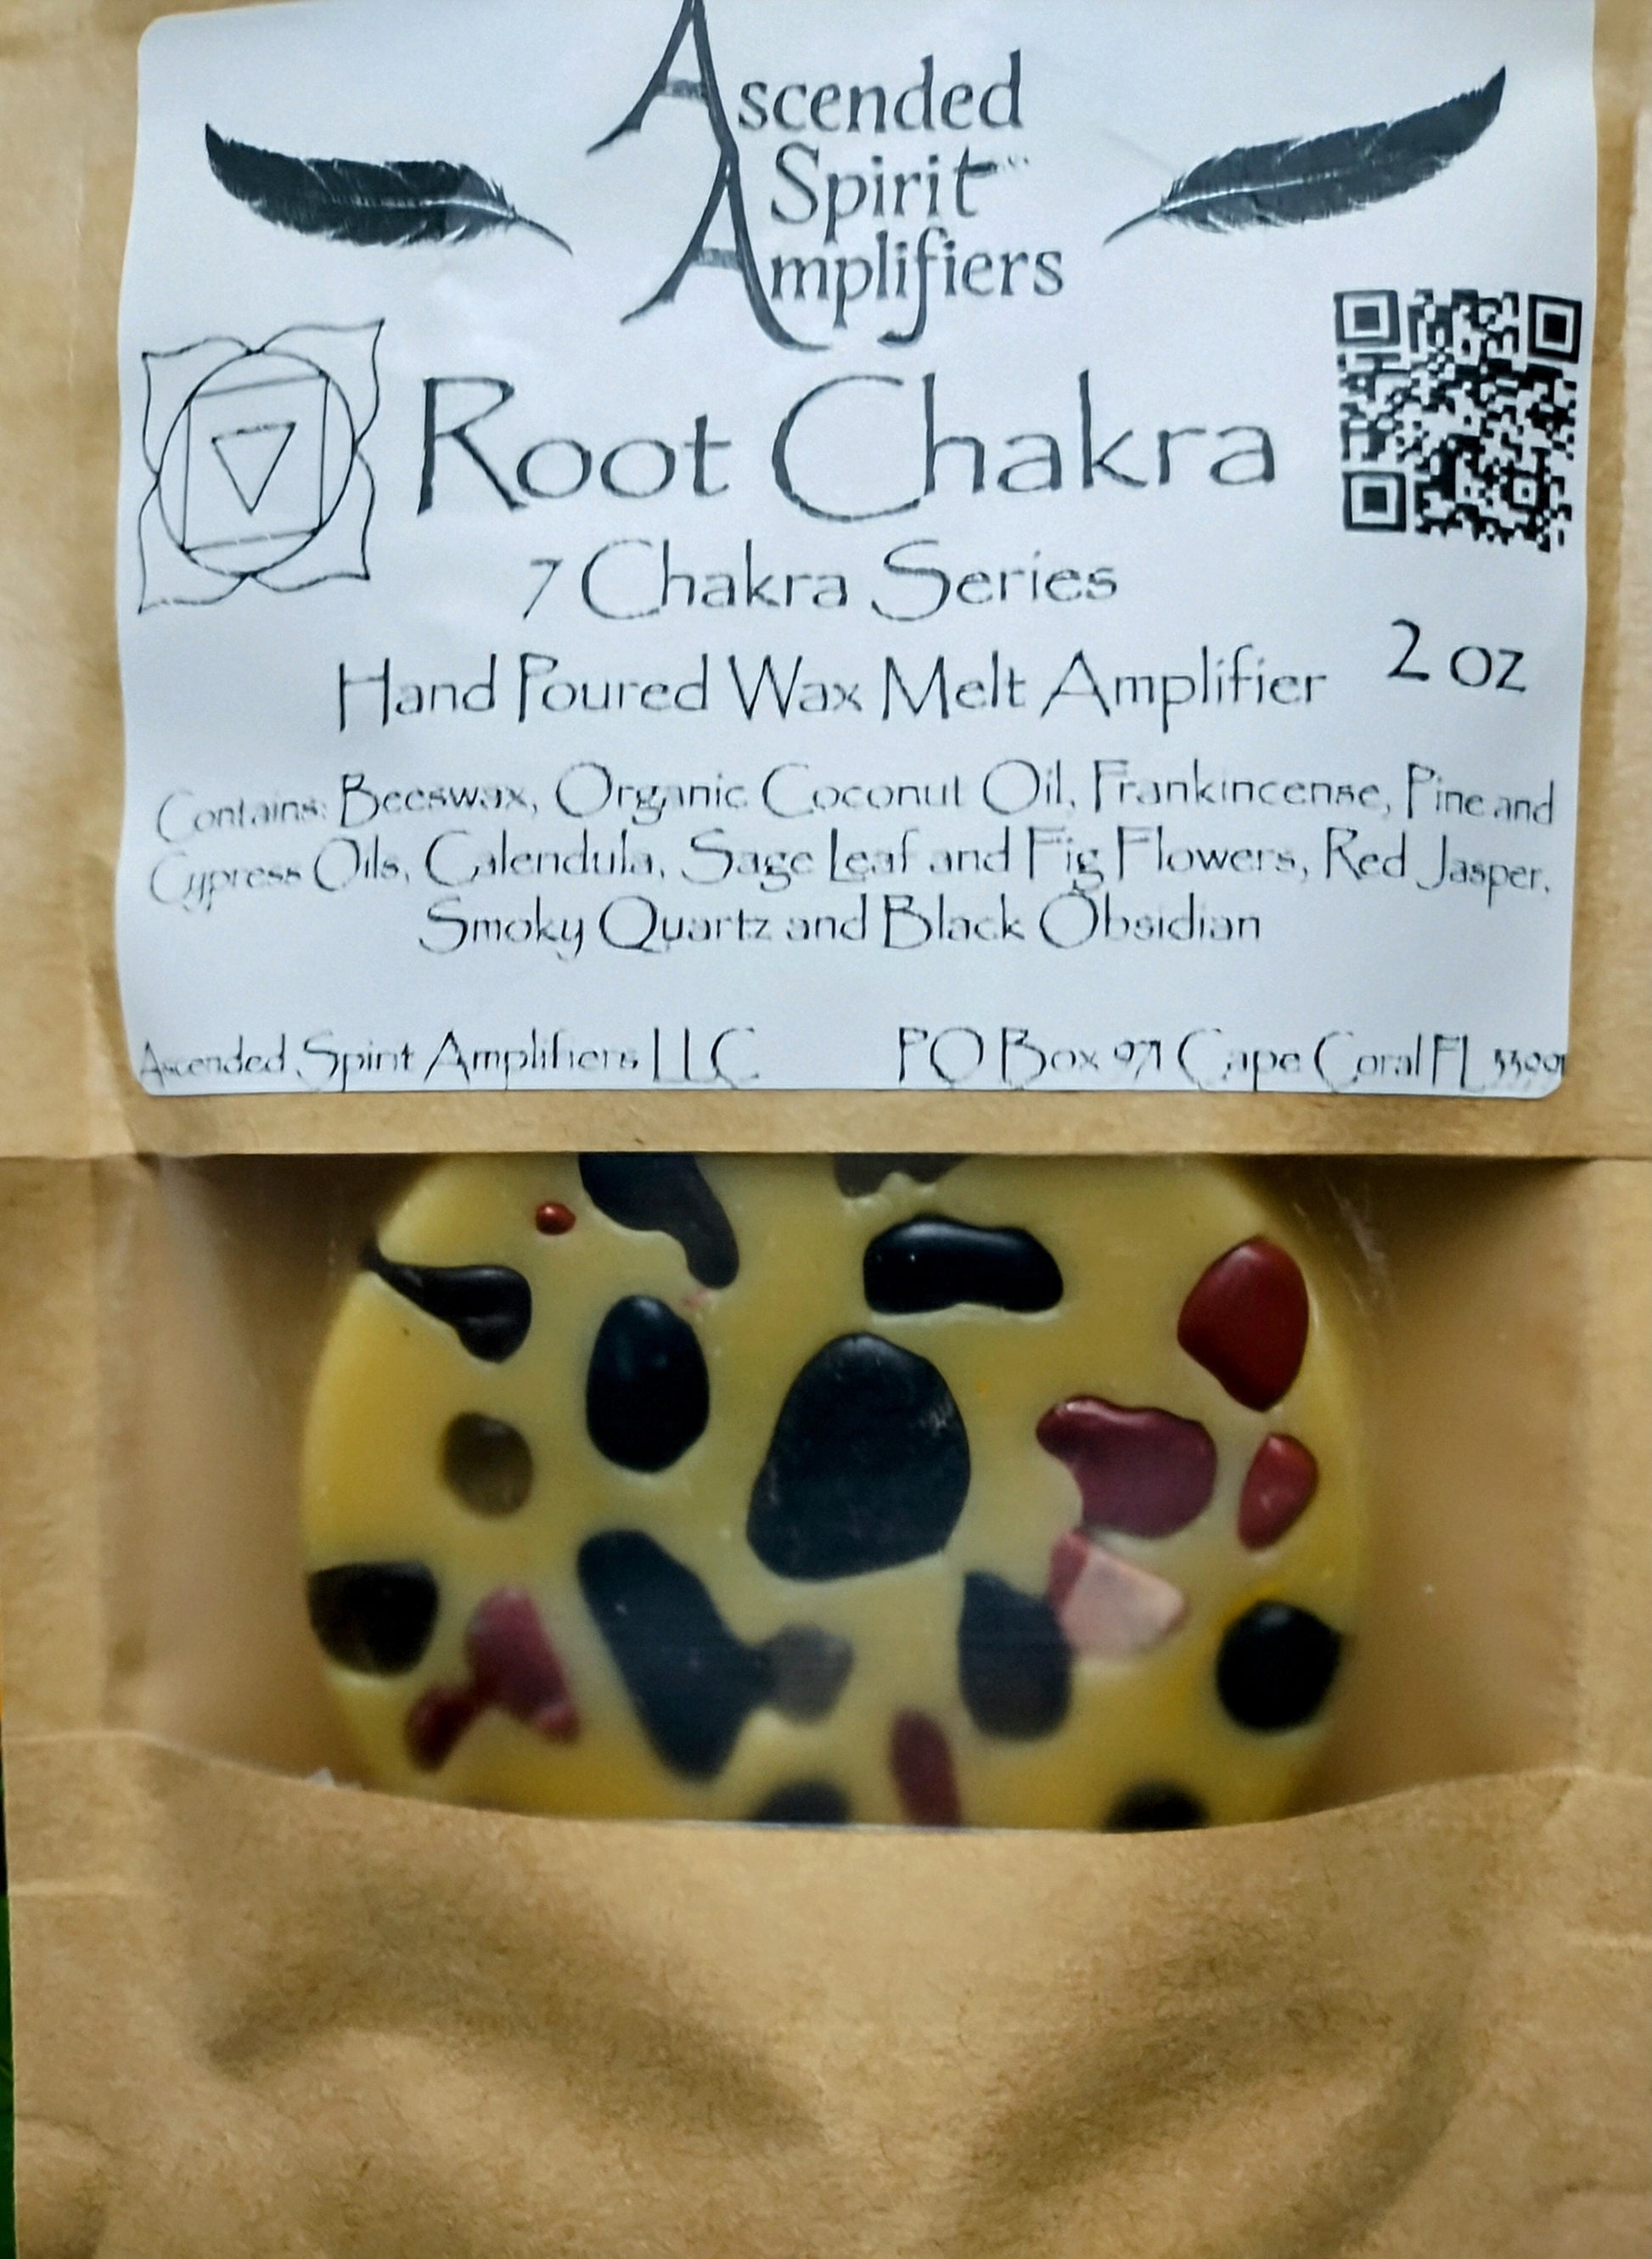 Ascended
Spirit
Amplifiers
Root Chakra
7 Chakra Series
Hand Poured Wax Melt Amplifier 2 oz
Contains: Beeswax, Organic Coconut Oil, Frankincense, Pine and
Cypress Oils, Calendula, Sage Leaf and Fig Flowers, Red Jasper,
Smoky Quartz and Black Obsidian
Ascended Spirit Amplifiers LLC PO Box 971 Cape Coral FL